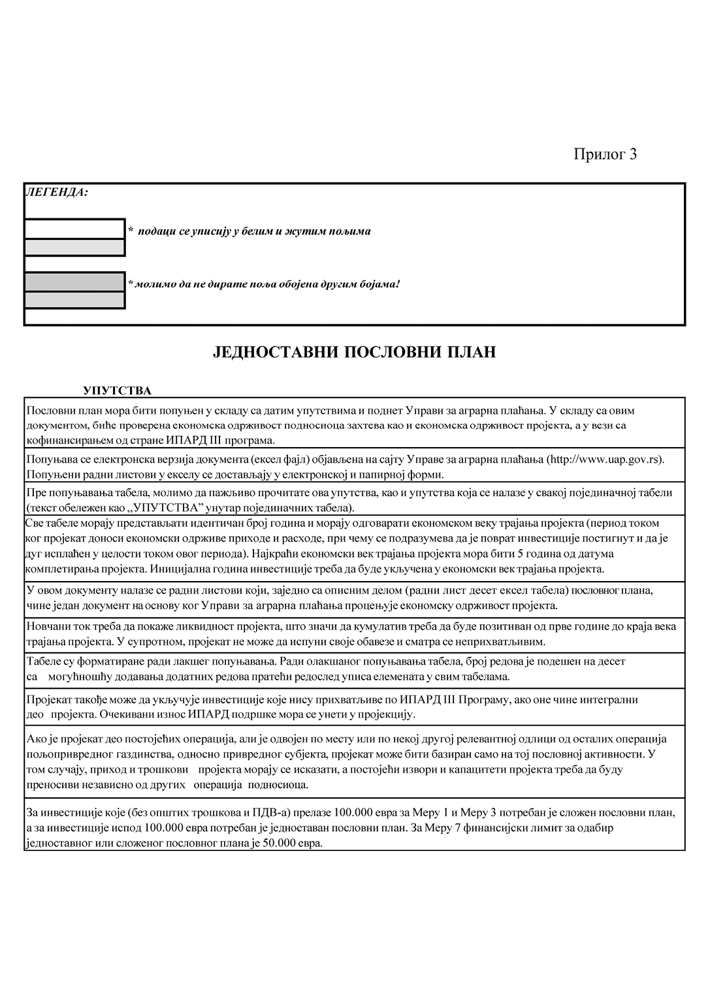 Прилог 3
ЛЕГЕНДА:
* подаци се уписију у белим и жутим пољима
* молимо да не дирате поља обојена другим бојама!
ЈЕДНОСТАВНИ ПОСЛОВНИ ПЛАН
УПУТСТВА
Пословни план мора бити попуњен у складу са датим упутствима и поднет Управи за аграрна плаћања. У складу са овим
документом, биће проверена економска одрживост подносиоца захтева као и економска одрживост пројекта, а у вези са
кофинансирањем од стране ИПАРД III програма.
Попуњава се електронска верзија документа (ексел фајл) објављена на сајту Управе за аграрна плаћања (http://www.uap.gov.rs).
Попуњени радни листови у екселу се достављају у електронској и папирној форми.
Пре попуњавања табела, молимо да пажљиво прочитате ова упутства, као и упутства која се налазе у свакој појединачној табели
(текст обележен као „УПУТСТВА” унутар појединачних табела).
Све табеле морају представљати идентичан број година и морају одговарати економском веку трајања пројекта (период током
ког пројекат доноси економски одрживе приходе и расходе, при чему се подразумева да је поврат инвестиције постигнут и да је
дуг исплаћен у целости током овог периода). Најкраћи економски век трајања пројекта мора бити 5 година од датума
комплетирања пројекта. Иницијална година инвестиције треба да буде укључена у економски век трајања пројекта.
У овом документу налазе се радни листови који, заједно са описним делом (радни лист десет ексел табела) пословног плана,
чине један документ на основу ког Управи за аграрна плаћања процењује економску одрживост пројекта.
Новчани ток треба да покаже ликвидност пројекта, што значи да кумулатив треба да буде позитиван од прве године до краја века
трајања пројекта. У супротном, пројекат не може да испуни своје обавезе и сматра се неприхватљивим.
Табеле су форматиране ради лакшег попуњавања. Ради олакшаног попуњавања табела, број редова је подешен на десет
са могућношћу додавања додатних редова пратећи редослед уписа елемената у свим табелама.
Пројекат такође може да укључује инвестиције које нису прихватљиве по ИПАРД III Програму, ако оне чине интегрални
део пројекта. Очекивани износ ИПАРД подршке мора се унети у пројекцију.
Ако је пројекат део постојећих операција, али је одвојен по месту или по некој другој релевантној одлици од осталих операција
пољопривредног газдинства, односно привредног субјекта, пројекат може бити базиран само на тој пословној активности. У
том случају, приход и трошкови пројекта морају се исказати, а постојећи извори и капацитети пројекта треба да буду
преносиви независно од других операција подносиоца.
За инвестиције које (без општих трошкова и ПДВ-а) прелазе 100.000 евра за Меру 1 и Меру 3 потребан је сложен пословни план,
а за инвестиције испод 100.000 евра потребан је једноставан пословни план. За Меру 7 финансијски лимит за одабир
једноставног или сложеног пословног плана је 50.000 евра.